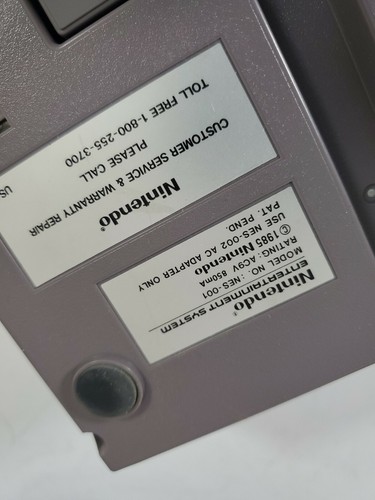 Nintendo®
ENTERTAINMENT SYSTEM
MODEL NO. : NES-001
RATING : AC9V 850mA
© 1985 Nintendo
USE NES-002 AC ADAPTER ONLY
PAT. PEND.
Nintendo®
CUSTOMER SERVICE & WARRANTY REPAIR
PLEASE CALL
TOLL FREE 1-800-255-3700
US